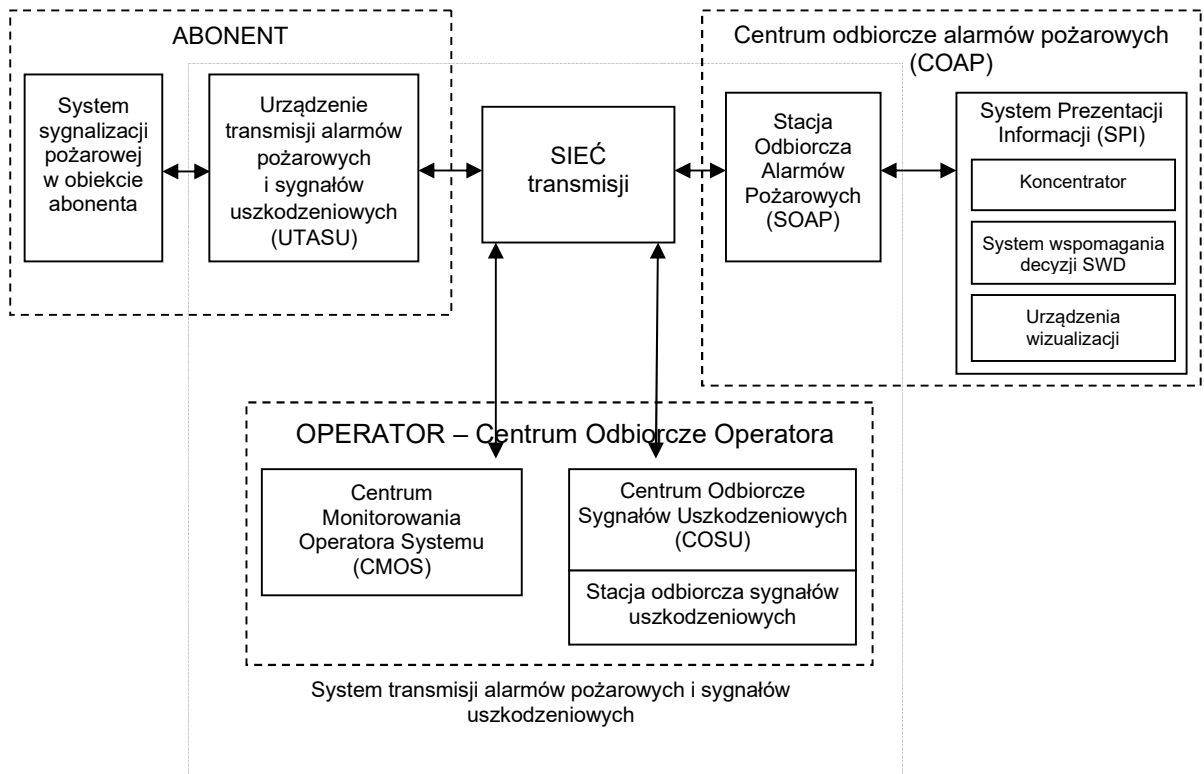 ABONENT
System
sygnalizacji
pożarowej
w obiekcie
abonenta
Urządzenie
transmisji alarmów
pożarowych
i sygnałów
uszkodzeniowych
(UTASU)
SIEĆ
transmisji
Centrum odbiorcze alarmów pożarowych
(COAP)
Stacja
Odbiorcza
Alarmów
Pożarowych
(SOAP)
System Prezentacji
Informacji (SPI)
Koncentrator
System wspomagania
decyzji SWD
Urządzenia
wizualizacji
OPERATOR – Centrum Odbiorcze Operatora
Centrum
Monitorowania
Operatora Systemu
(CMOS)
Centrum Odbiorcze
Sygnałów Uszkodzeniowych
(COSU)
Stacja odbiorcza sygnałów
uszkodzeniowych
System transmisji alarmów pożarowych i sygnałów
uszkodzeniowych